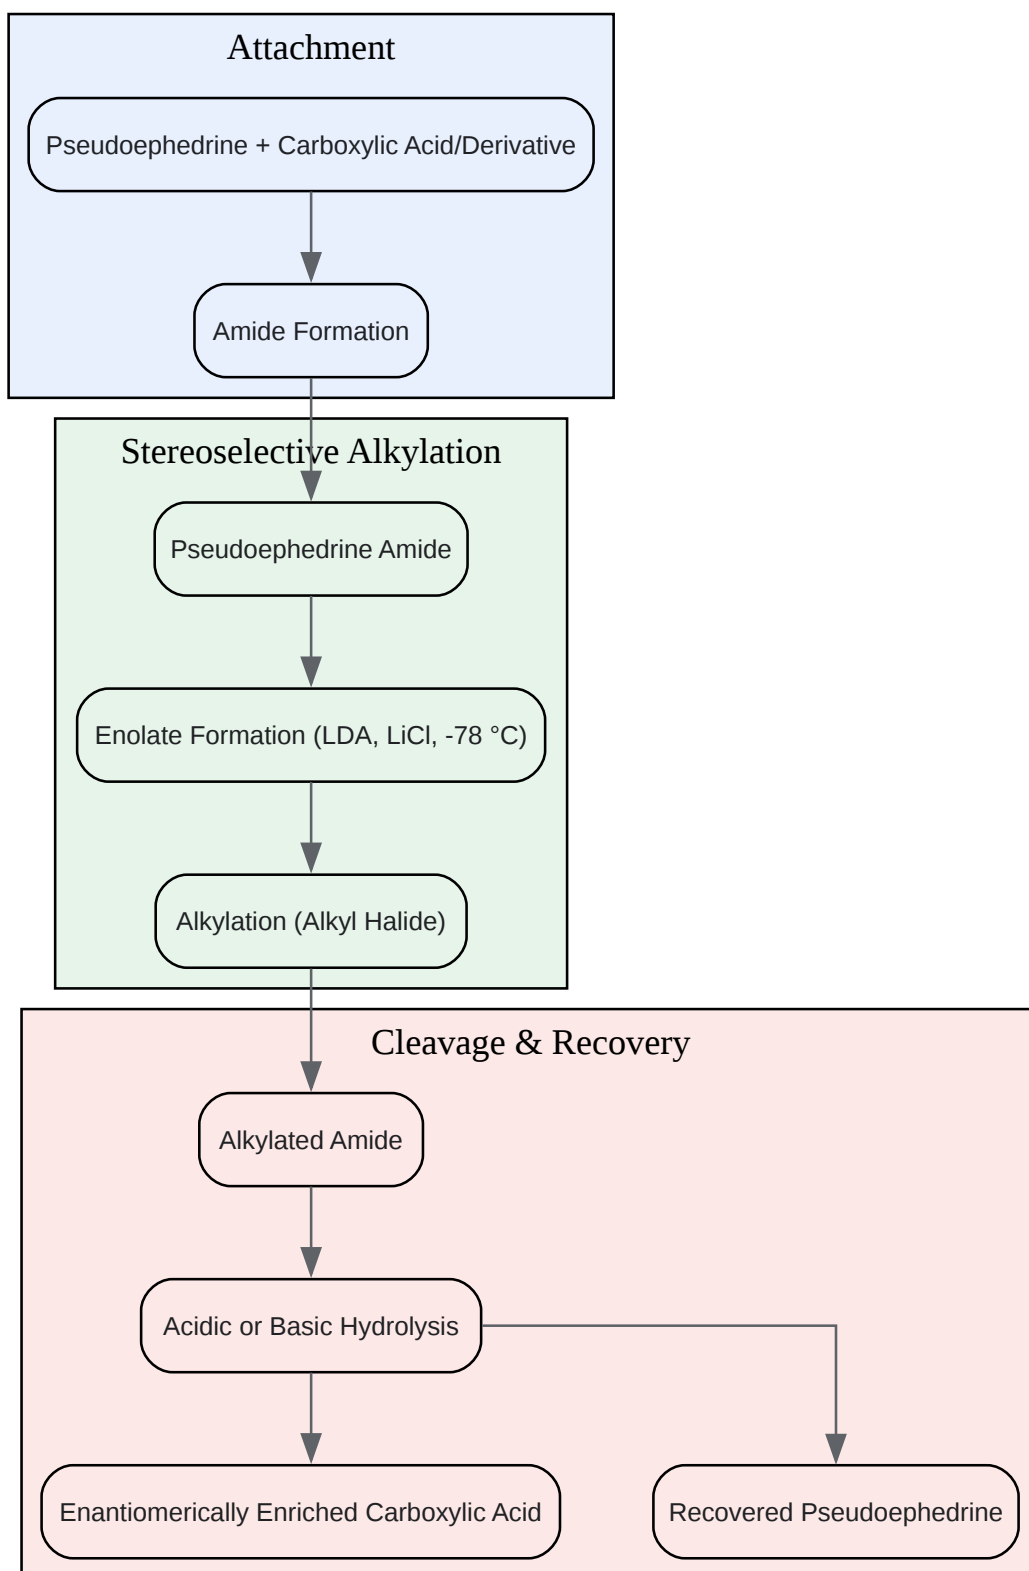 Attachment
Pseudoephedrine + Carboxylic Acid/Derivative
Amide Formation
Stereoselective Alkylation
Pseudoephedrine Amide
Enolate Formation (LDA, LiCl, -78 °C)
Alkylation (Alkyl Halide)
Cleavage & Recovery
Alkylated Amide
Acidic or Basic Hydrolysis
Enantiomerically Enriched Carboxylic Acid
Recovered Pseudoephedrine